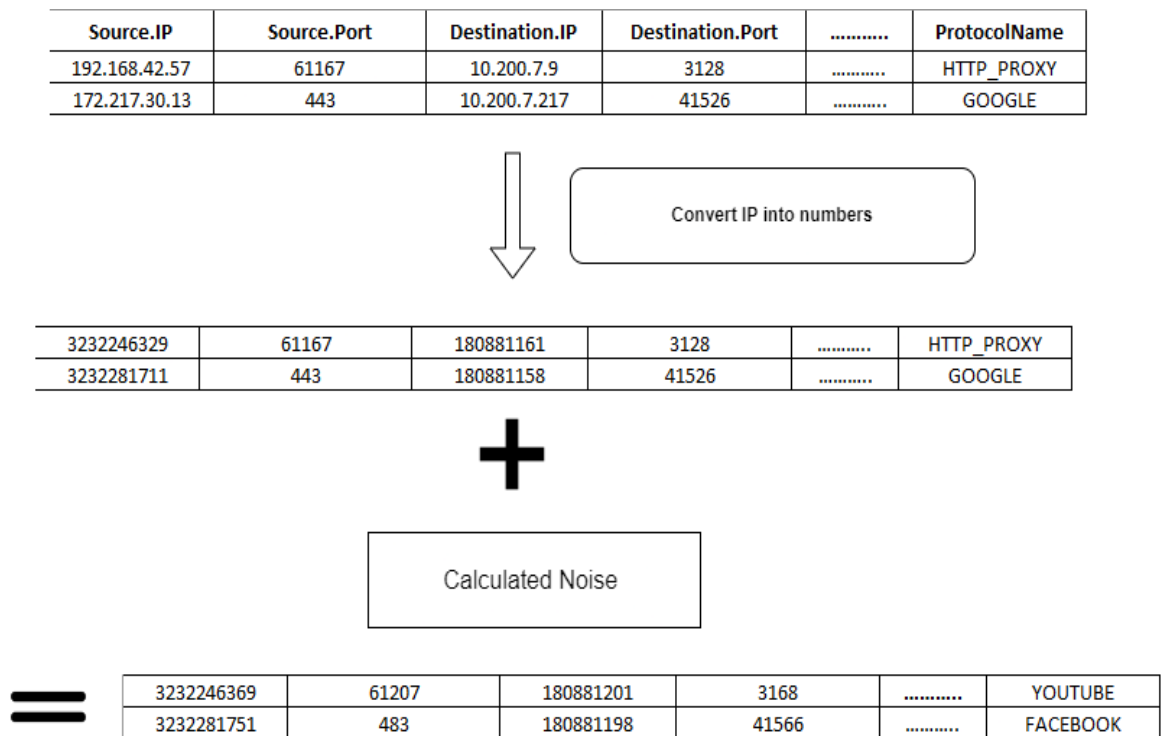 Source.IP Source.Port Destination.IP Destination.Port ........... ProtocolName
192.168.42.57 61167 10.200.7.9 3128 ........... HTTP_PROXY
172.217.30.13 443 10.200.7.217 41526 ........... GOOGLE
Convert IP into numbers
3232246329 61167 180881161 3128 ........... HTTP_PROXY
3232281711 443 180881158 41526 ........... GOOGLE
+
Calculated Noise
= 3232246369 61207 180881201 3168 ........... YOUTUBE
3232281751 483 180881198 41566 ........... FACEBOOK